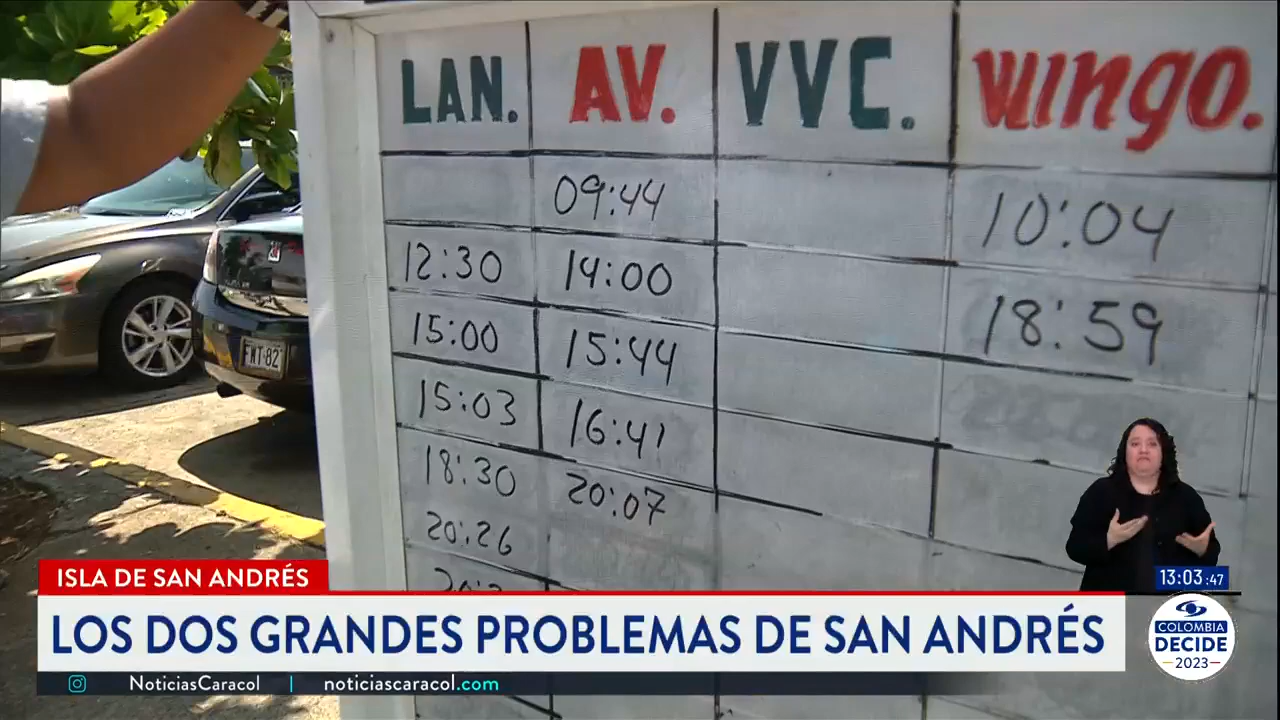 LAN. AV. VVC. wingo.
09:44 10:04
12:30 14:00 18:59
15:00 15:44
15:03 16:41
18:30 20:07
20:26
FWT·82
ISLA DE SAN ANDRÉS
13:03:47
LOS DOS GRANDES PROBLEMAS DE SAN ANDRÉS
COLOMBIA
DECIDE
2023
NoticiasCaracol | noticiascaracol.com